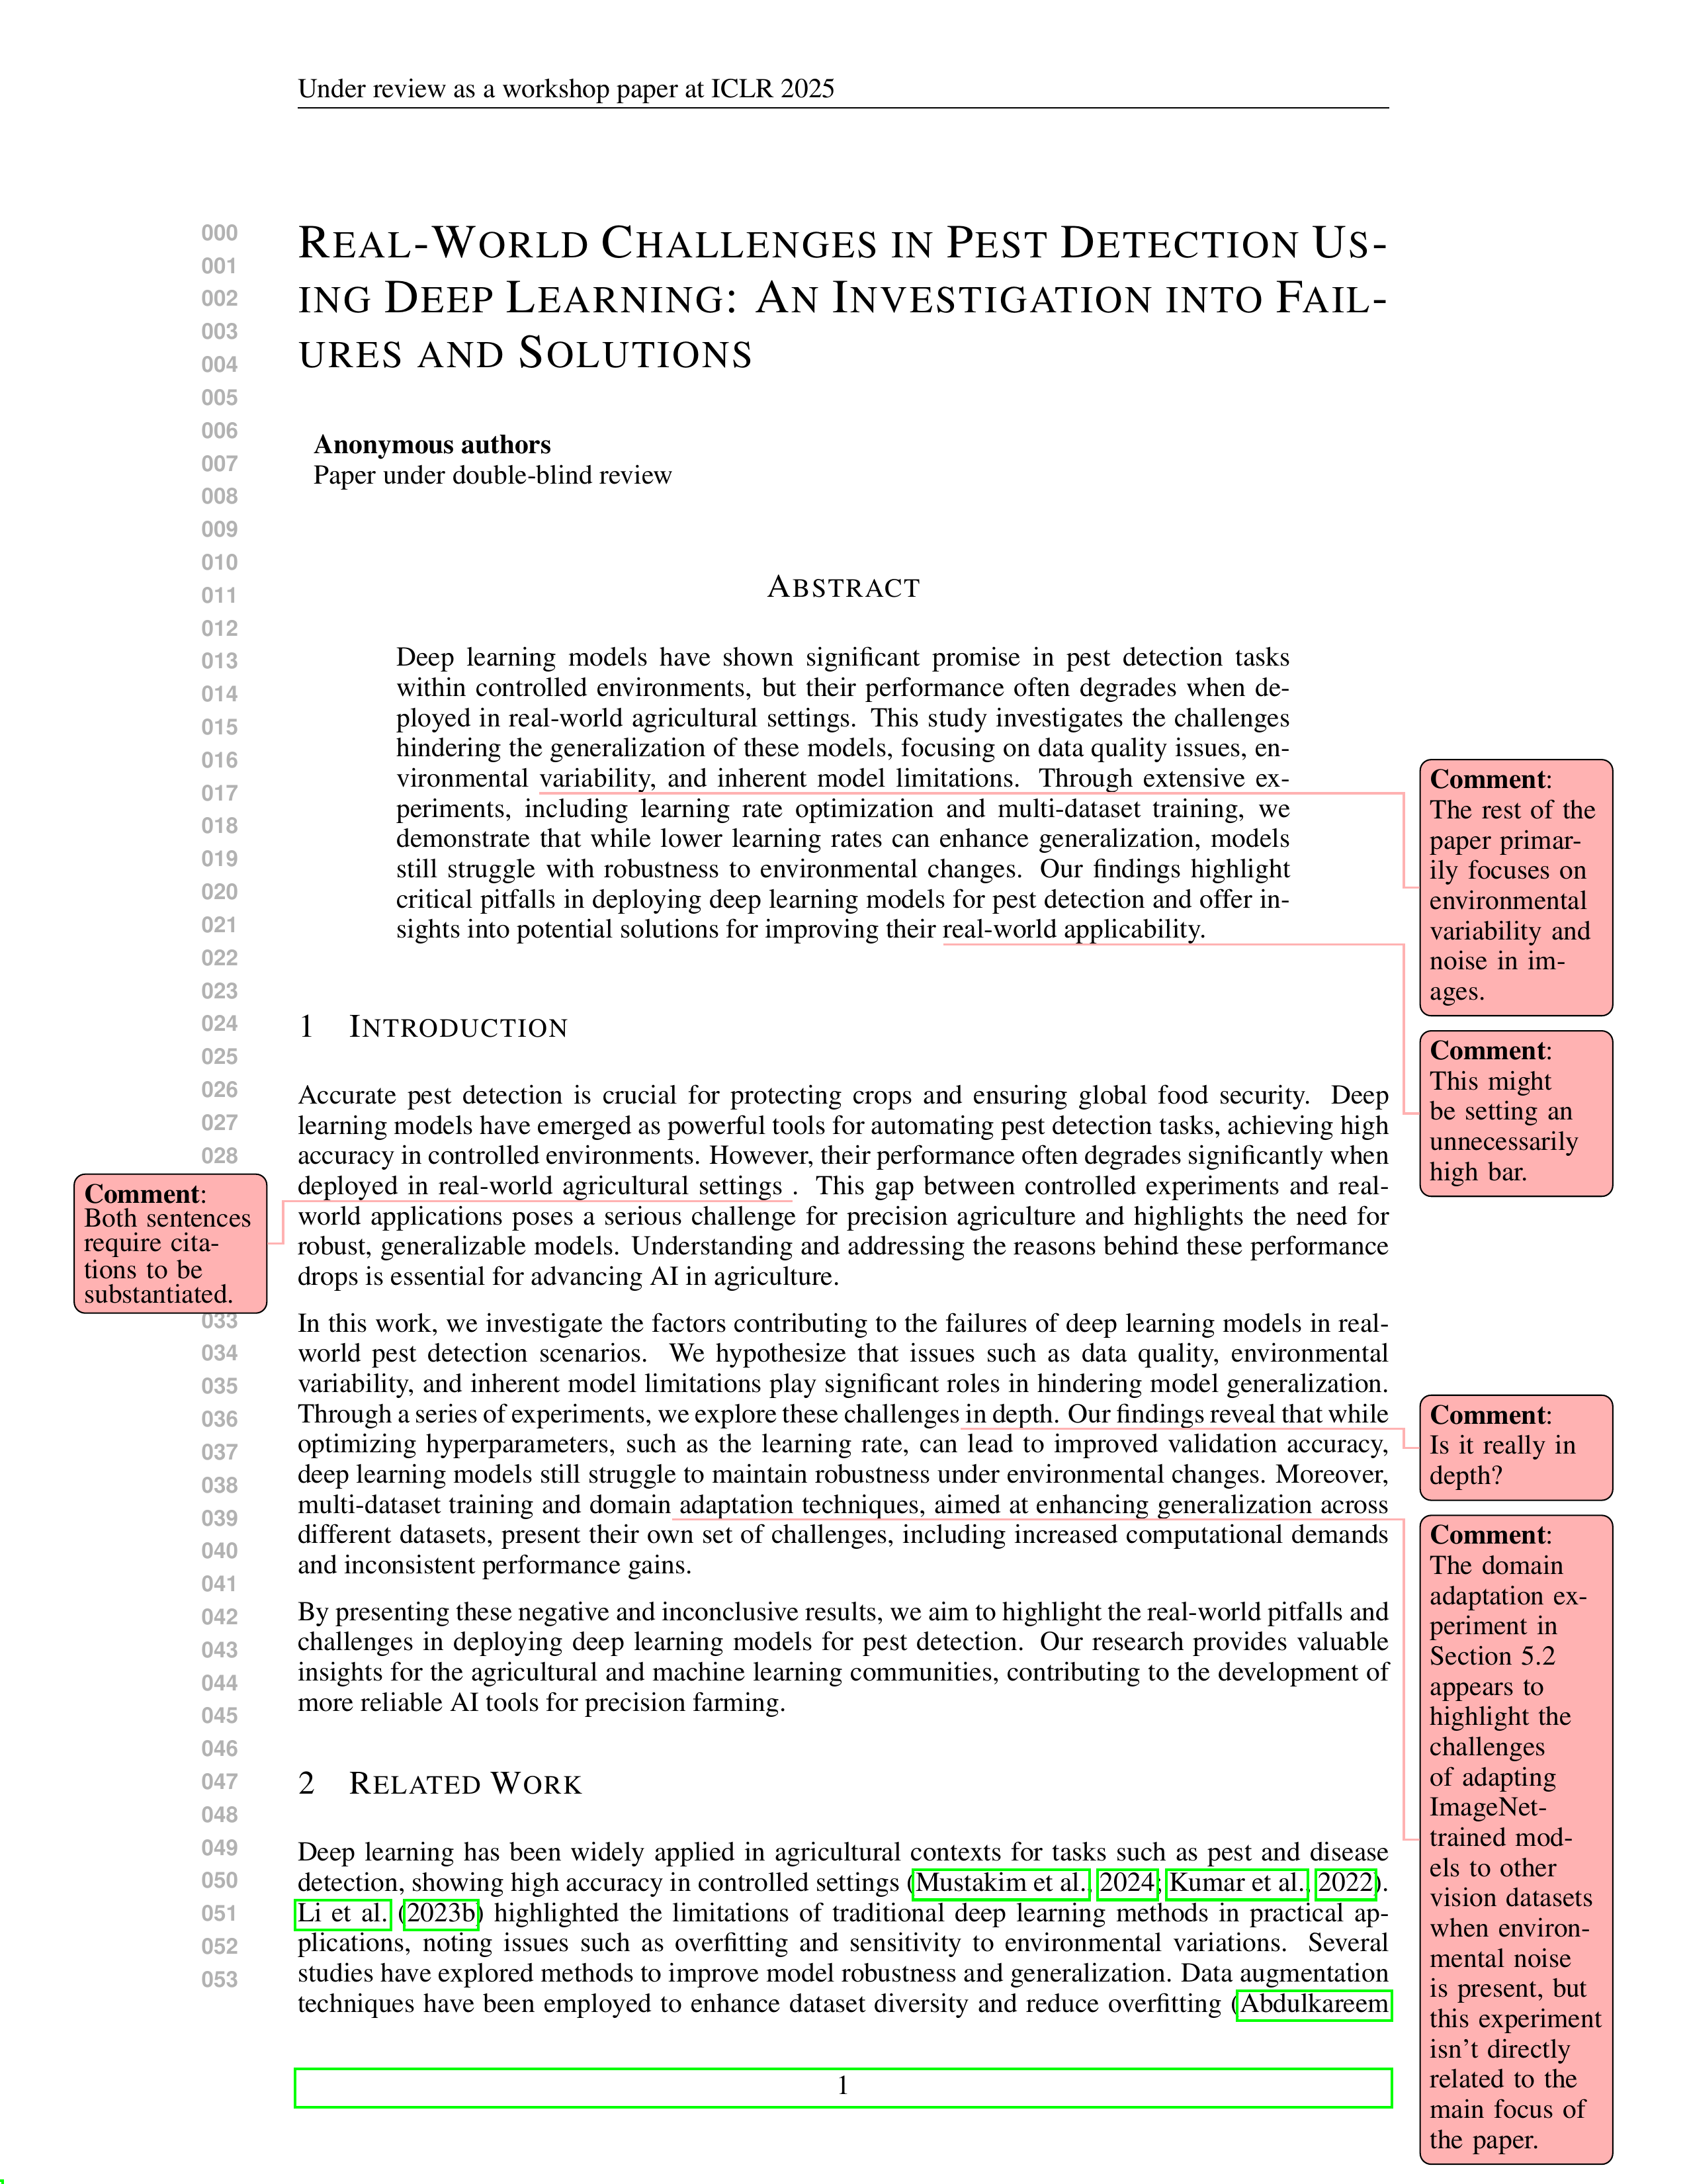 Under review as a workshop paper at ICLR 2025
000
001
002
003
004
005
006
007
008
009
010
011
012
013
014
015
016
017
018
019
020
021
022
023
024
025
026
027
028
033
034
035
036
037
038
039
040
041
042
043
044
045
046
047
048
049
050
051
052
053
REAL-WORLD CHALLENGES IN PEST DETECTION US-
ING DEEP LEARNING: AN INVESTIGATION INTO FAIL-
URES AND SOLUTIONS
Anonymous authors
Paper under double-blind review
ABSTRACT
Deep learning models have shown significant promise in pest detection tasks
within controlled environments, but their performance often degrades when de-
ployed in real-world agricultural settings. This study investigates the challenges
hindering the generalization of these models, focusing on data quality issues, en-
vironmental variability, and inherent model limitations. Through extensive ex-
periments, including learning rate optimization and multi-dataset training, we
demonstrate that while lower learning rates can enhance generalization, models
still struggle with robustness to environmental changes. Our findings highlight
critical pitfalls in deploying deep learning models for pest detection and offer in-
sights into potential solutions for improving their real-world applicability.
Comment:
The rest of the
paper primar-
ily focuses on
environmental
variability and
noise in im-
ages.
Comment:
This might
be setting an
unnecessarily
high bar.
1 INTRODUCTION
Accurate pest detection is crucial for protecting crops and ensuring global food security. Deep
learning models have emerged as powerful tools for automating pest detection tasks, achieving high
accuracy in controlled environments. However, their performance often degrades significantly when
deployed in real-world agricultural settings . This gap between controlled experiments and real-
world applications poses a serious challenge for precision agriculture and highlights the need for
robust, generalizable models. Understanding and addressing the reasons behind these performance
drops is essential for advancing AI in agriculture.
Comment:
Both sentences
require cita-
tions to be
substantiated.
In this work, we investigate the factors contributing to the failures of deep learning models in real-
world pest detection scenarios. We hypothesize that issues such as data quality, environmental
variability, and inherent model limitations play significant roles in hindering model generalization.
Through a series of experiments, we explore these challenges in depth. Our findings reveal that while
optimizing hyperparameters, such as the learning rate, can lead to improved validation accuracy,
deep learning models still struggle to maintain robustness under environmental changes. Moreover,
multi-dataset training and domain adaptation techniques, aimed at enhancing generalization across
different datasets, present their own set of challenges, including increased computational demands
and inconsistent performance gains.
Comment:
Is it really in
depth?
Comment:
The domain
adaptation ex-
periment in
Section 5.2
appears to
highlight the
challenges
of adapting
ImageNet-
trained mod-
els to other
vision datasets
when environ-
mental noise
is present, but
this experiment
isn't directly
related to the
main focus of
the paper.
By presenting these negative and inconclusive results, we aim to highlight the real-world pitfalls and
challenges in deploying deep learning models for pest detection. Our research provides valuable
insights for the agricultural and machine learning communities, contributing to the development of
more reliable AI tools for precision farming.
2 RELATED WORK
Deep learning has been widely applied in agricultural contexts for tasks such as pest and disease
detection, showing high accuracy in controlled settings (Mustakim et al., 2024; Kumar et al., 2022).
Li et al. (2023b) highlighted the limitations of traditional deep learning methods in practical ap-
plications, noting issues such as overfitting and sensitivity to environmental variations. Several
studies have explored methods to improve model robustness and generalization. Data augmentation
techniques have been employed to enhance dataset diversity and reduce overfitting (Abdulkareem
1